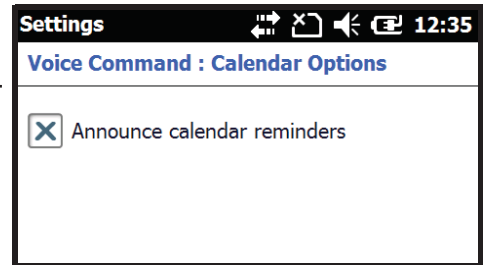 Settings 12:35
Voice Command : Calendar Options
Announce calendar reminders